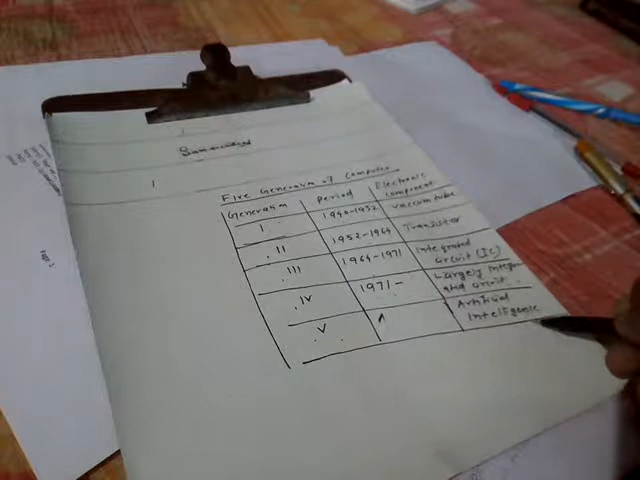 Five Generation of Computer
Generation Period Electronic component
I 1940-1952 vaccum tube
II 1952-1964 Transistor
III 1964-1971 Integrated circuit (IC)
IV 1971- Largely Integrated circuit
V Artificial Intelligence